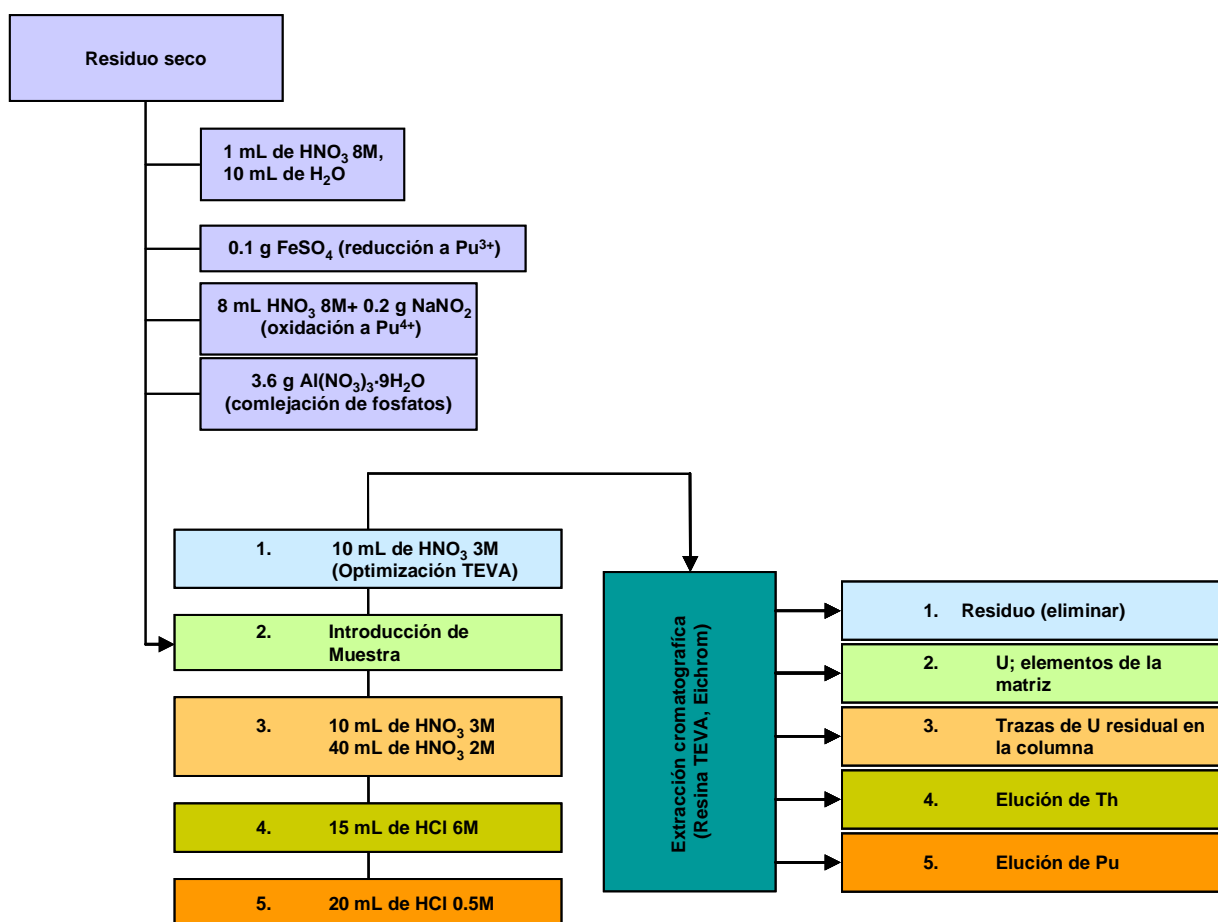 Residuo seco
1 mL de HNO₃ 8M,
10 mL de H₂O
0.1 g FeSO₄ (reducción a Pu³⁺)
8 mL HNO₃ 8M+ 0.2 g NaNO₂
(oxidación a Pu⁴⁺)
3.6 g Al(NO₃)₃·9H₂O
(comlejación de fosfatos)
1. 10 mL de HNO₃ 3M
(Optimización TEVA)
2. Introducción de
Muestra
3. 10 mL de HNO₃ 3M
40 mL de HNO₃ 2M
4. 15 mL de HCl 6M
5. 20 mL de HCl 0.5M
Extracción cromatografíca
(Resina TEVA, Eichrom)
1. Residuo (eliminar)
2. U; elementos de la
matriz
3. Trazas de U residual en
la columna
4. Elución de Th
5. Elución de Pu